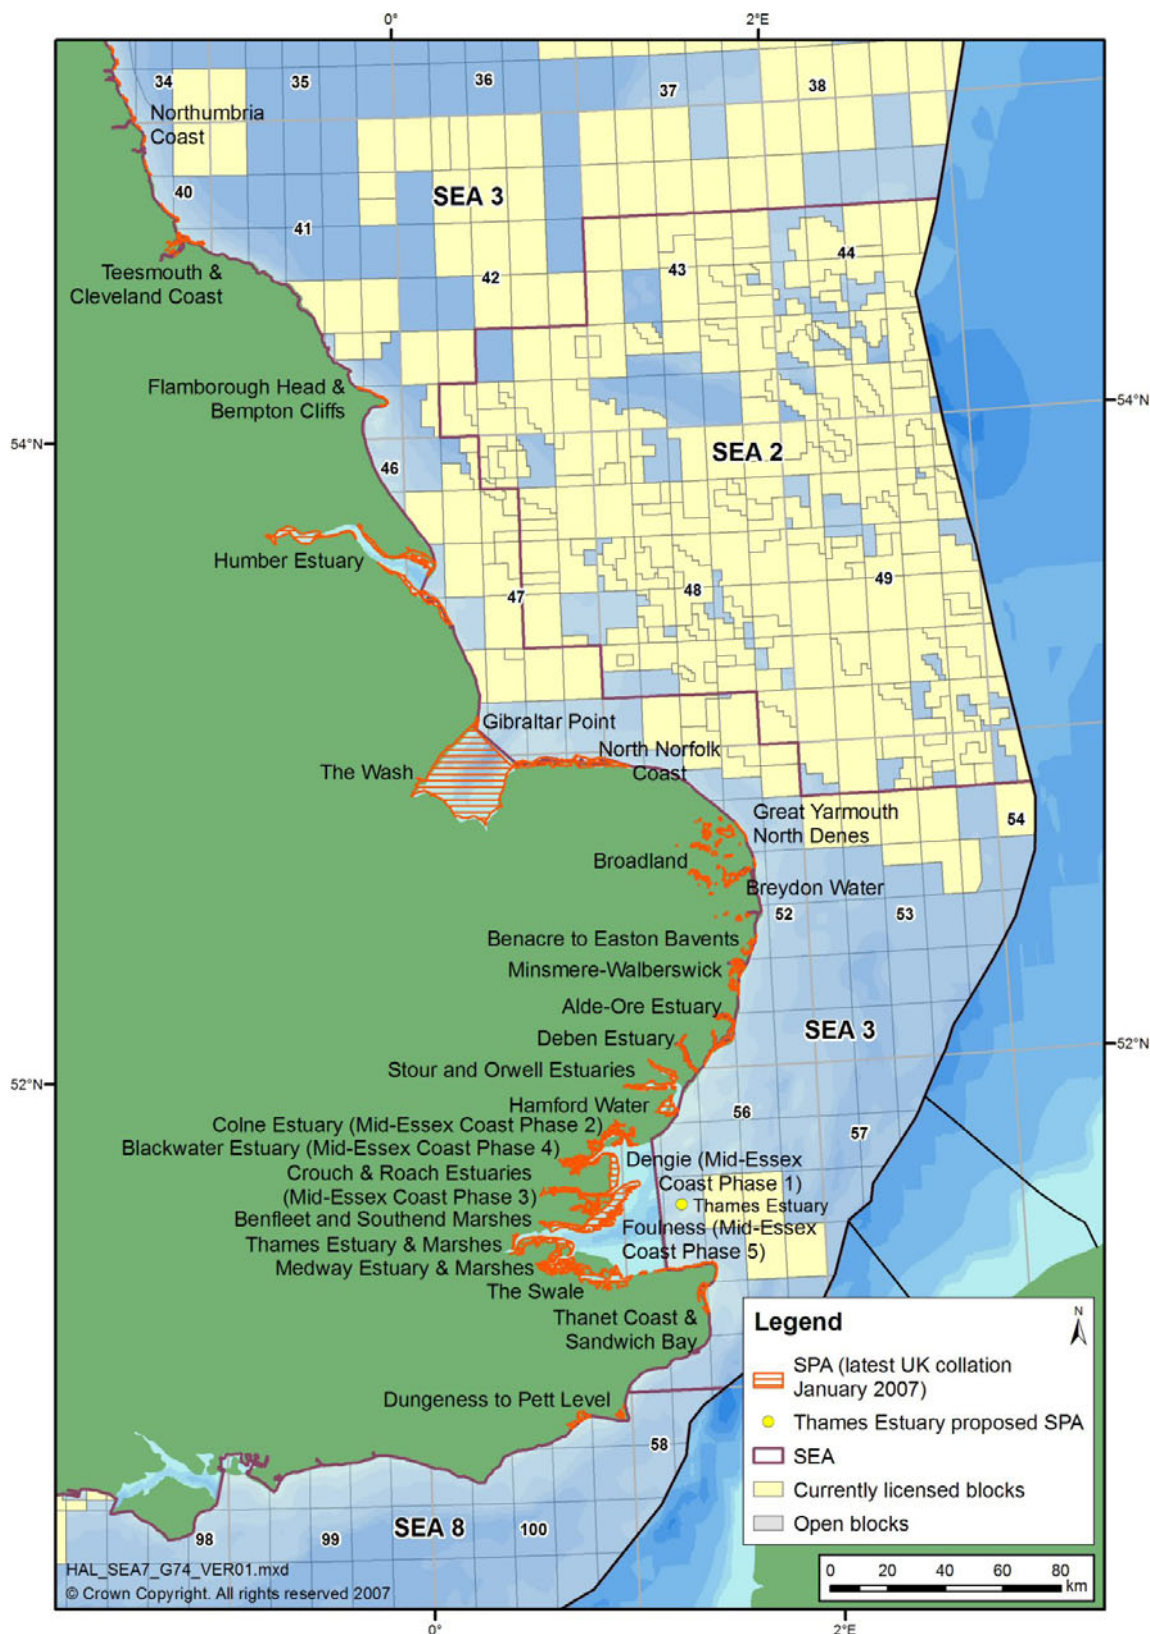 0°
2°E
34
35
36
37
38
Northumbria
Coast
40
SEA 3
41
42
43
44
Teesmouth &
Cleveland Coast
Flamborough Head &
Bempton Cliffs
54°N
54°N
SEA 2
46
Humber Estuary
47
48
49
Gibraltar Point
The Wash
North Norfolk
Coast
Great Yarmouth
North Denes
54
Broadland
Breydon Water
52
53
Benacre to Easton Bavents
Minsmere-Walberswick
Alde-Ore Estuary
SEA 3
Deben Estuary
52°N
52°N
Stour and Orwell Estuaries
Hamford Water
56
57
Colne Estuary (Mid-Essex Coast Phase 2)
Blackwater Estuary (Mid-Essex Coast Phase 4)
Dengie (Mid-Essex
Coast Phase 1)
Crouch & Roach Estuaries
(Mid-Essex Coast Phase 3)
Thames Estuary
Benfleet and Southend Marshes
Foulness (Mid-Essex
Coast Phase 5)
Thames Estuary & Marshes
Medway Estuary & Marshes
The Swale
Thanet Coast &
Sandwich Bay
Dungeness to Pett Level
58
98
99
SEA 8
100
Legend
N
SPA (latest UK collation
January 2007)
Thames Estuary proposed SPA
SEA
Currently licensed blocks
Open blocks
0 20 40 60 80
km
HAL_SEA7_G74_VER01.mxd
© Crown Copyright. All rights reserved 2007
0°
2°E